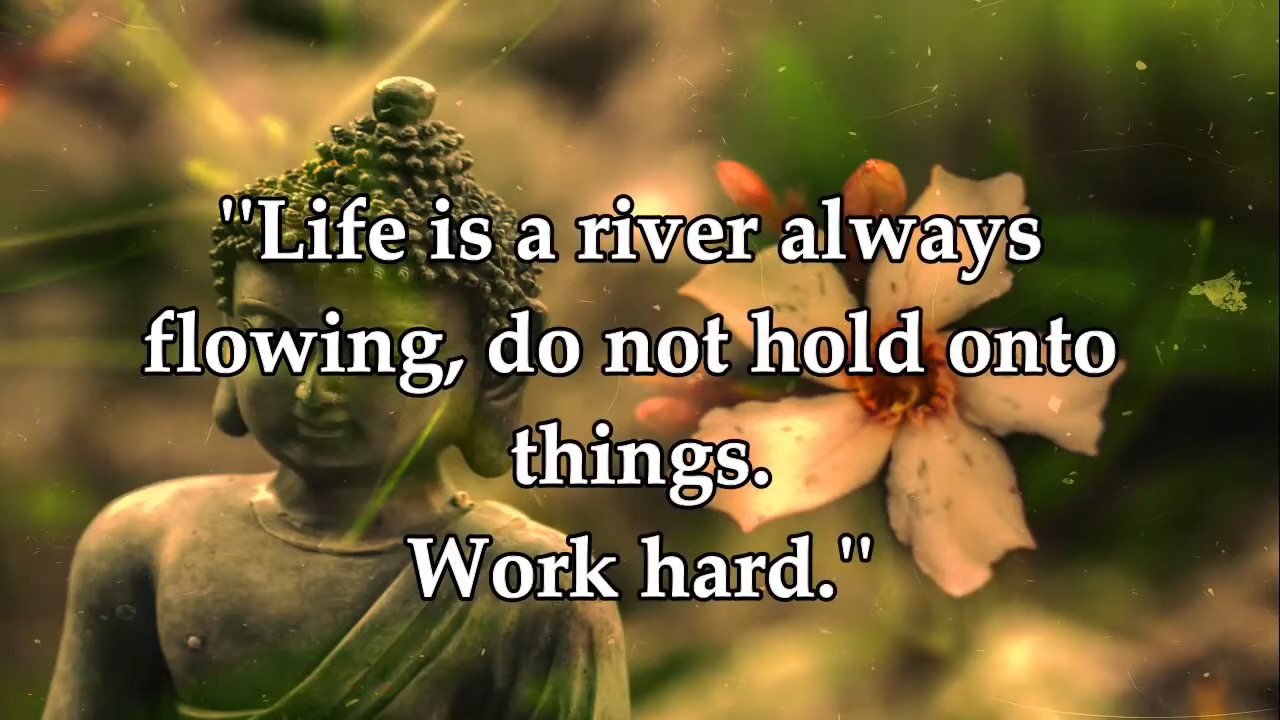 "Life is a river always
flowing, do not hold onto
things.
Work hard."